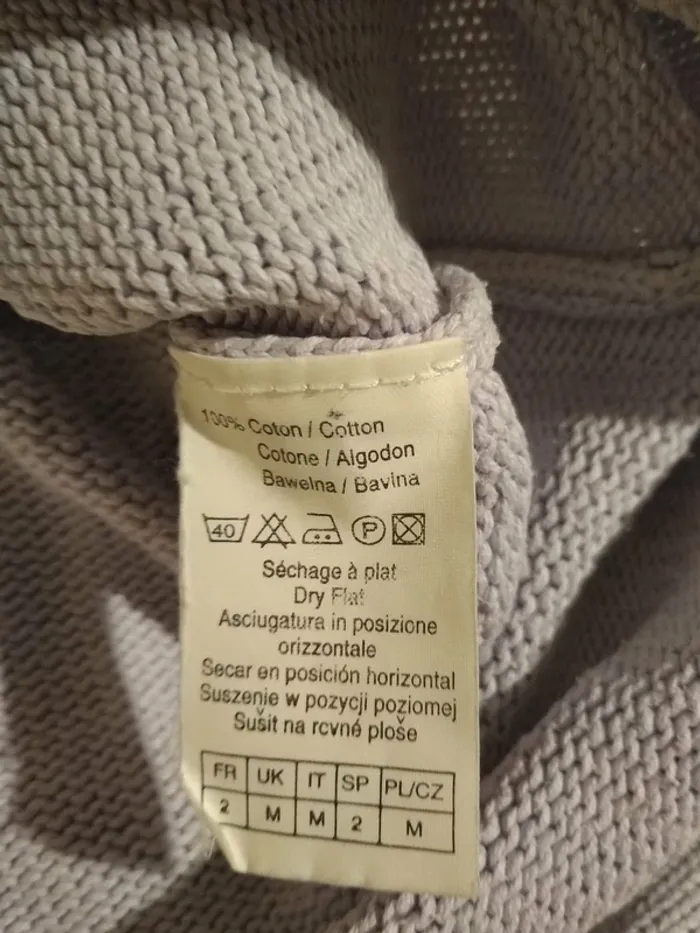 100% Coton / Cotton
Cotone / Algodon
Bawelna / Bavina
40 P
Séchage à plat
Dry Flat
Asciugatura in posizione
orizzontale
Secar en posición horizontal
Suszenie w pozycji poziomej
Sušit na rovné ploše
FR UK IT SP PL/CZ
2 M M 2 M